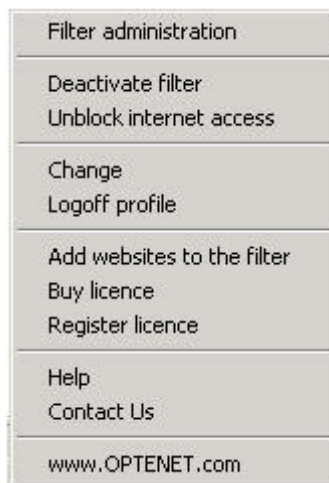 Filter administration
Deactivate filter
Unblock internet access
Change
Logoff profile
Add websites to the filter
Buy licence
Register licence
Help
Contact Us
www.OPTENET.com